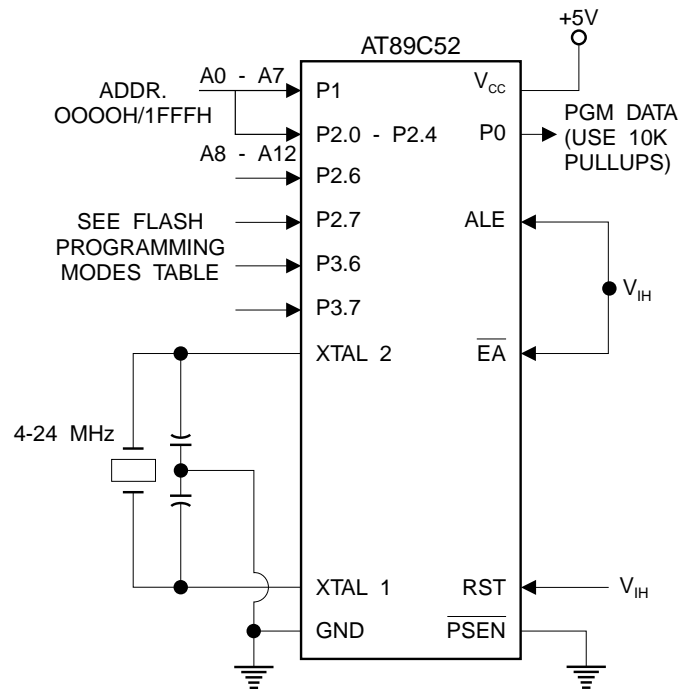 +5V
AT89C52
A0 - A7
ADDR.
OOOOH/1FFFH
P1
VCC
P2.0 - P2.4
P0
PGM DATA
(USE 10K
PULLUPS)
A8 - A12
P2.6
P2.7
ALE
SEE FLASH
PROGRAMMING
MODES TABLE
P3.6
VIH
P3.7
XTAL 2
EA
4-24 MHz
XTAL 1
RST
VIH
GND
PSEN